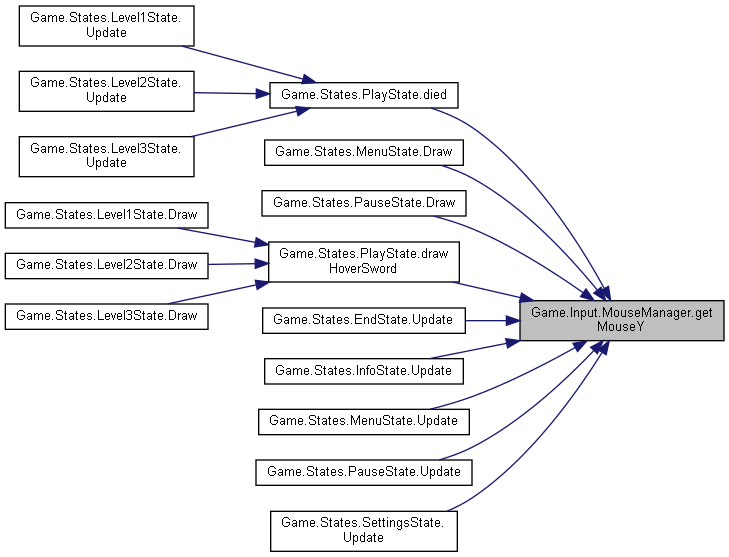 Game.States.Level1State.
Update
Game.States.Level2State.
Update
Game.States.PlayState.died
Game.States.Level3State.
Update
Game.States.MenuState.Draw
Game.States.PauseState.Draw
Game.States.Level1State.Draw
Game.States.Level2State.Draw
Game.States.Level3State.Draw
Game.States.PlayState.draw
HoverSword
Game.Input.MouseManager.get
MouseY
Game.States.EndState.Update
Game.States.InfoState.Update
Game.States.MenuState.Update
Game.States.PauseState.Update
Game.States.SettingsState.
Update